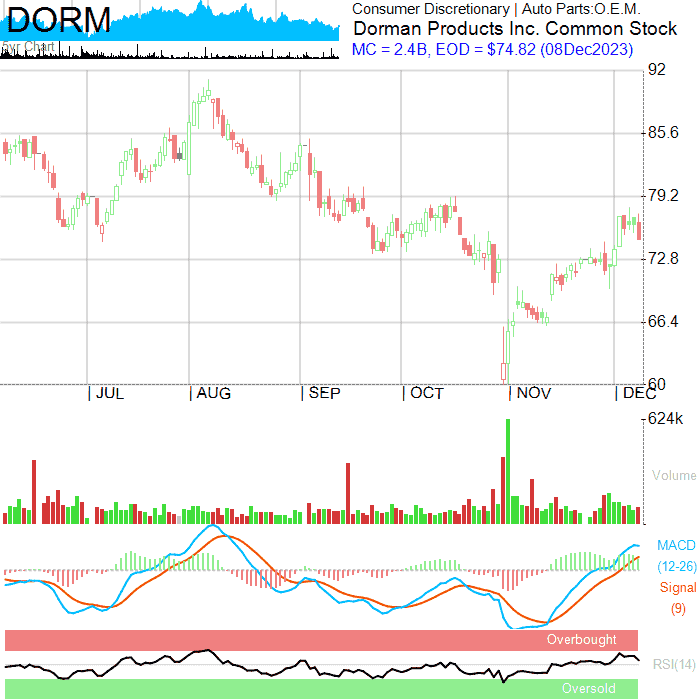 DORM
5yr Chart
Consumer Discretionary | Auto Parts:O.E.M.
Dorman Products Inc. Common Stock
MC = 2.4B, EOD = $74.82 (08Dec2023)
92
85.6
79.2
72.8
66.4
60
| JUL | AUG | SEP | OCT | NOV | DEC
624k
Volume
MACD
(12-26)
Signal
(9)
Overbought
RSI(14)
Oversold